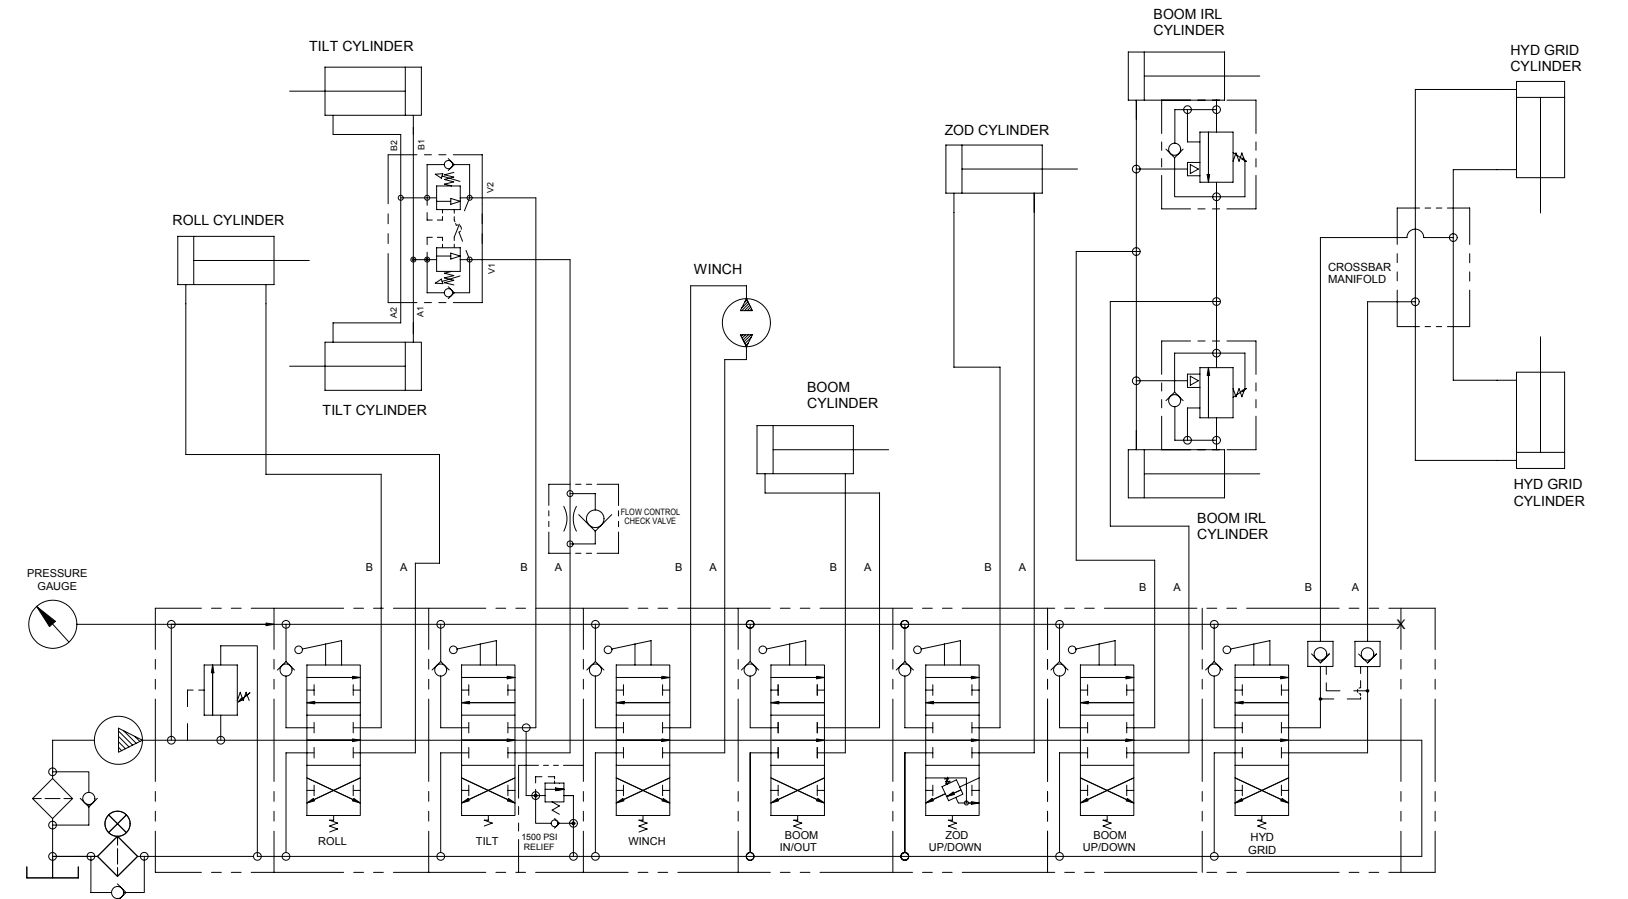 BOOM IRL
CYLINDER
TILT CYLINDER
HYD GRID
CYLINDER
ZOD CYLINDER
B2
B1
V2
ROLL CYLINDER
V1
WINCH
CROSSBAR
MANIFOLD
A2
A1
BOOM
CYLINDER
TILT CYLINDER
HYD GRID
CYLINDER
FLOW CONTROL
CHECK VALVE
BOOM IRL
CYLINDER
PRESSURE
GAUGE
B A
B A
B A
B A
B A
B A
B A
X
ROLL
TILT
1500 PSI
RELIEF
WINCH
BOOM
IN/OUT
ZOD
UP/DOWN
BOOM
UP/DOWN
HYD
GRID